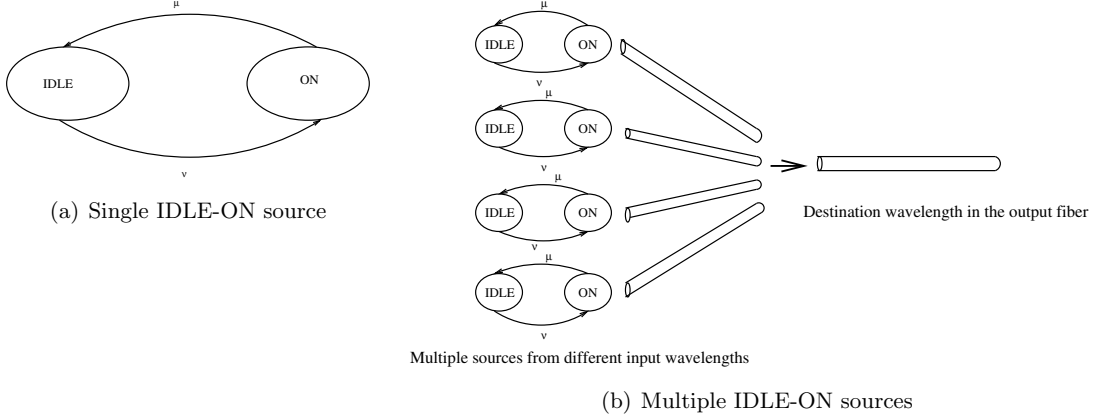 μ
IDLE
ON
ν
(a) Single IDLE-ON source
μ
IDLE
ON
ν
μ
IDLE
ON
ν
μ
IDLE
ON
ν
μ
IDLE
ON
ν
Destination wavelength in the output fiber
Multiple sources from different input wavelengths
(b) Multiple IDLE-ON sources